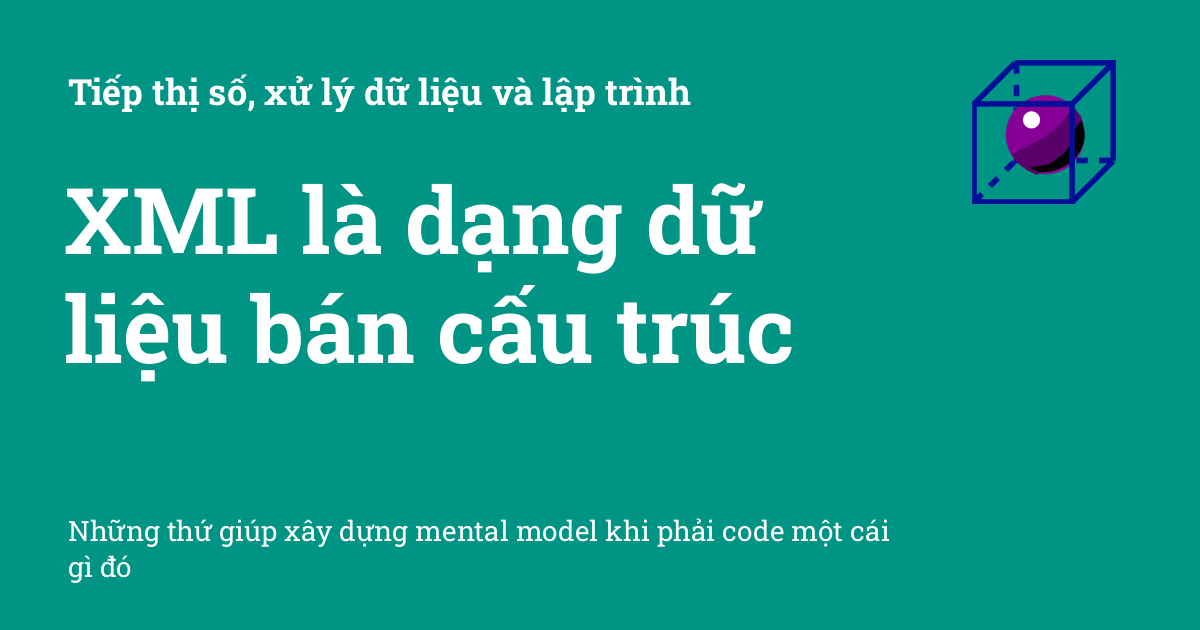 Tiếp thị số, xử lý dữ liệu và lập trình
XML là dạng dữ
liệu bán cấu trúc
Những thứ giúp xây dựng mental model khi phải code một cái
gì đó